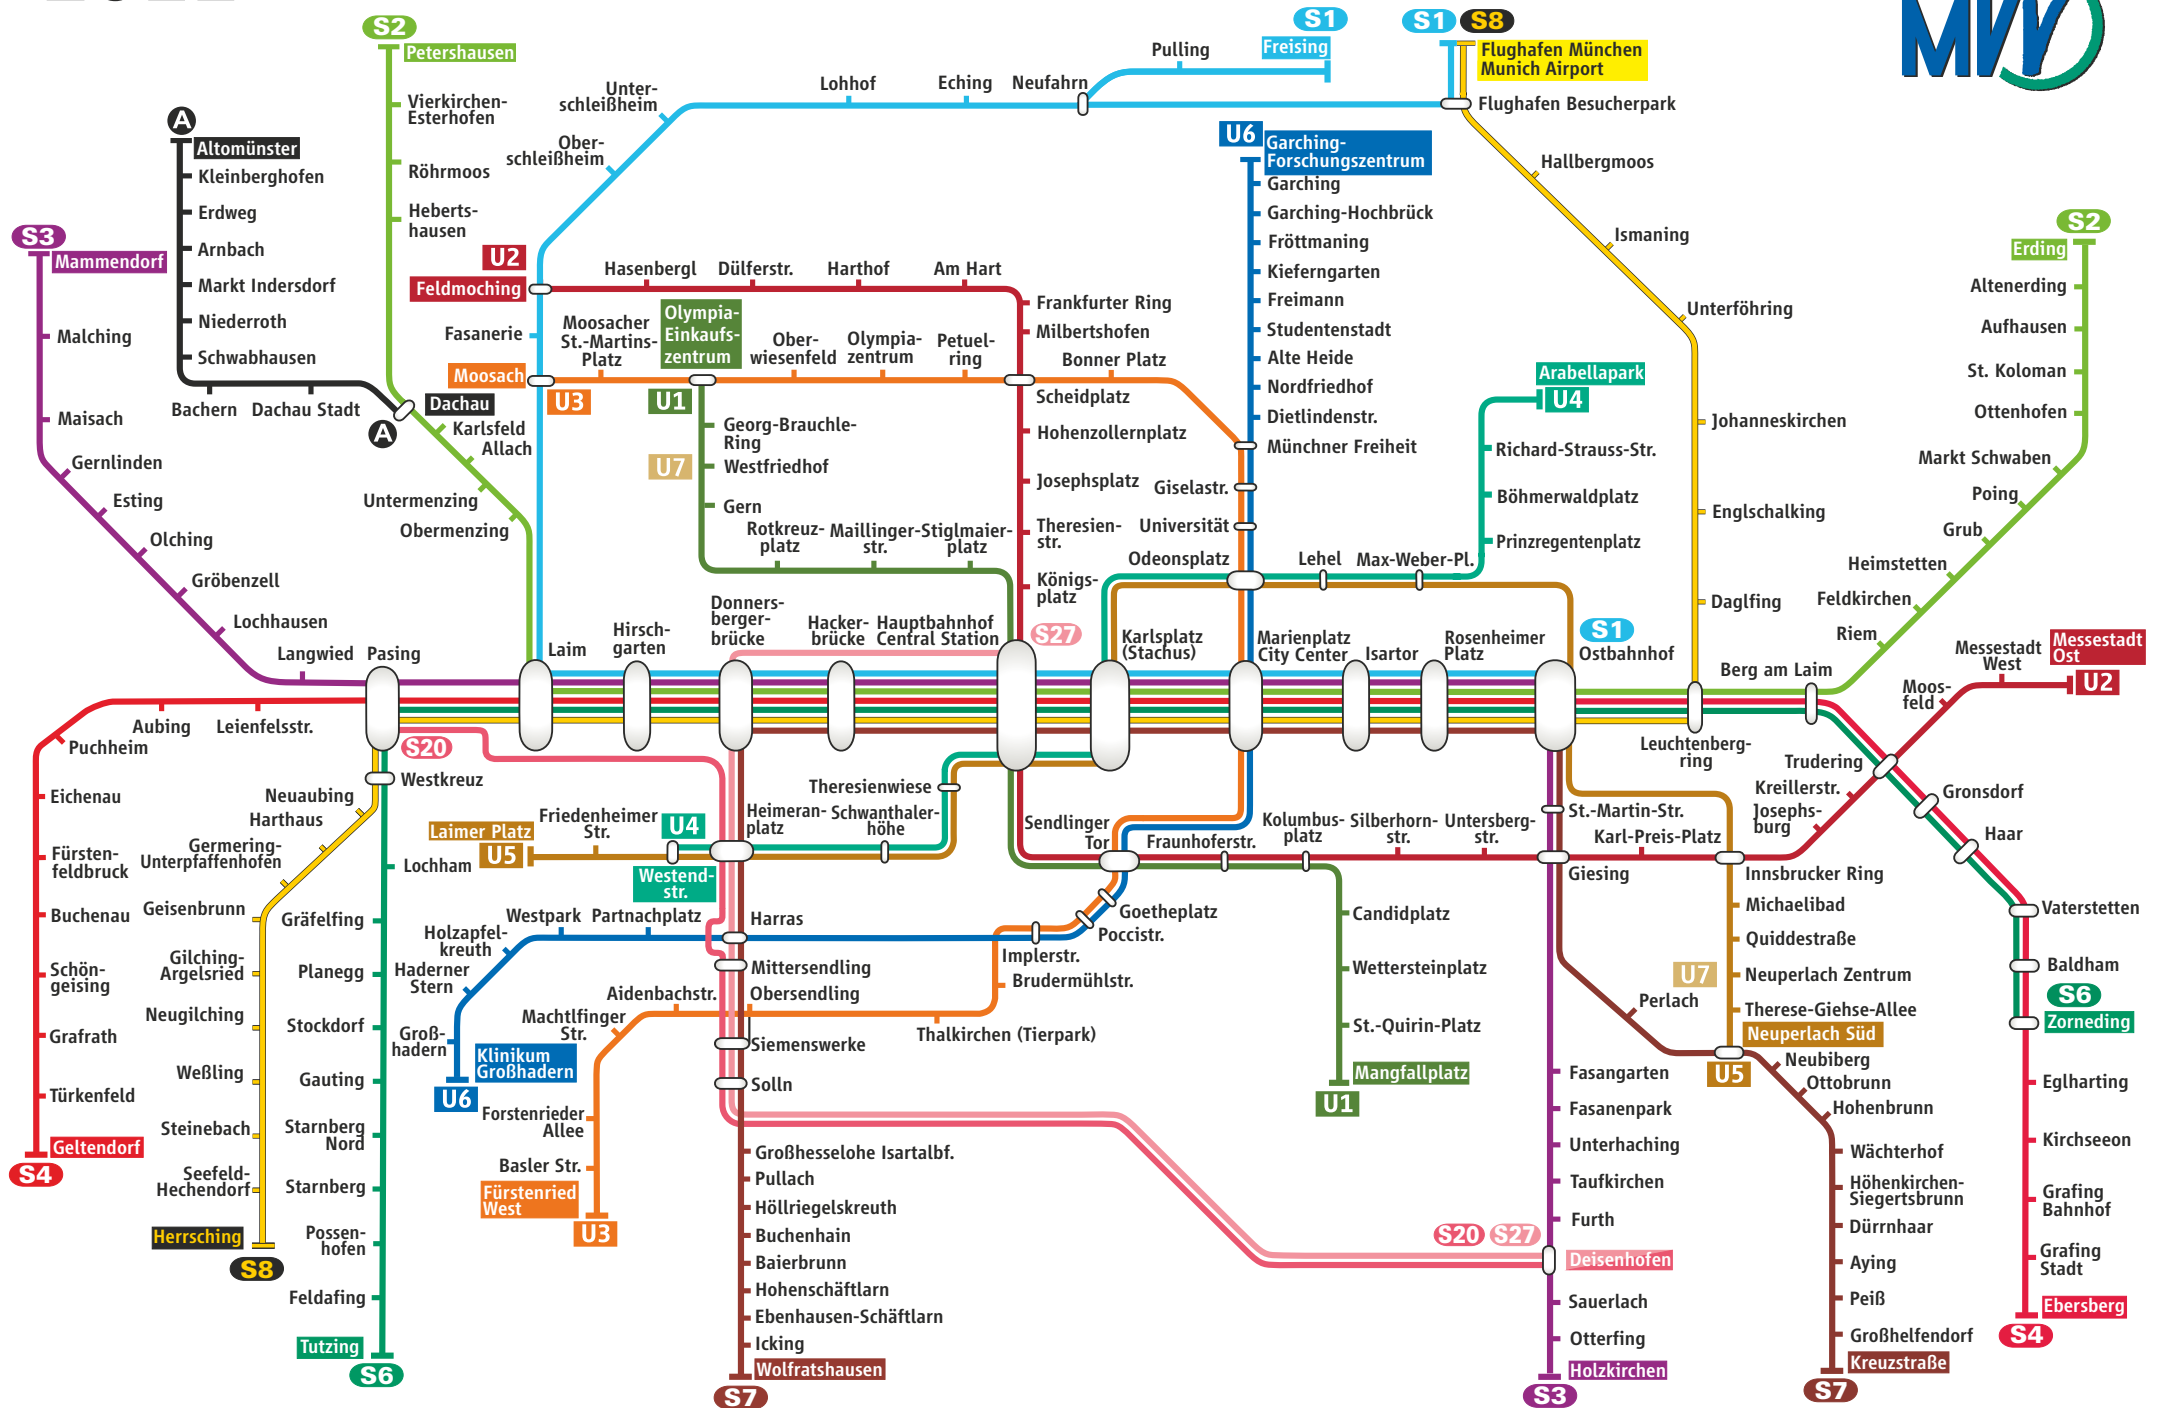 S2
Petershausen
Vierkirchen-
Esterhofen
Röhrmoos
Heberts-
hausen
A
Altomünster
Kleinberghofen
Erdweg
Arnbach
Markt Indersdorf
Niederroth
Schwabhausen
Bachern
Dachau Stadt
A
Dachau
Karlsfeld
Allach
Untermenzing
Obermenzing
S3
Mammendorf
Malching
Maisach
Gernlinden
Esting
Olching
Gröbenzell
Lochhausen
Langwied
Pasing
S1
Freising
Pulling
Neufahrn
Eching
Lohhof
Unter-
schleißheim
Ober-
schleißheim
S1
S8
Flughafen München
Munich Airport
Flughafen Besucherpark
MVV
Hallbergmoos
Ismaning
Unterföhring
Johanneskirchen
Englschalking
Daglfing
U2
Feldmoching
Hasenbergl
Dülferstr.
Harthof
Am Hart
Frankfurter Ring
Milbertshofen
Fasanerie
Moosach
U3
Moosacher
St.-Martins-
Platz
Olympia-
Einkaufs-
zentrum
Ober-
wiesenfeld
Olympia-
zentrum
Petuel-
ring
Bonner Platz
Scheidplatz
U1
Georg-Brauchle-
Ring
U7
Westfriedhof
Gern
Rotkreuz-
platz
Maillinger-
str.
Stiglmaier-
platz
Hohenzollernplatz
Josephsplatz
Theresien-
str.
Königs-
platz
U6
Garching-
Forschungszentrum
Garching
Garching-Hochbrück
Fröttmaning
Kieferngarten
Freimann
Studentenstadt
Alte Heide
Nordfriedhof
Dietlindenstr.
Münchner Freiheit
Giselastr.
Universität
Odeonsplatz
Lehel
Max-Weber-Pl.
Arabellapark
U4
Richard-Strauss-Str.
Böhmerwaldplatz
Prinzregentenplatz
S2
Erding
Altenerding
Aufhausen
St. Koloman
Ottenhofen
Markt Schwaben
Poing
Grub
Heimstetten
Feldkirchen
Riem
Berg am Laim
Laim
Hirsch-
garten
Donners-
berger-
brücke
Hacker-
brücke
Hauptbahnhof
Central Station
S27
Karlsplatz
(Stachus)
Marienplatz
City Center
Isartor
Rosenheimer
Platz
S1
Ostbahnhof
Leuchtenberg-
ring
Messestadt
West
Messestadt
Ost
U2
Moos-
feld
Trudering
Kreillerstr.
Josephs-
burg
Gronsdorf
Haar
Vaterstetten
Baldham
S6
Zorneding
Eglharting
Kirchseeon
Grafing
Bahnhof
Grafing
Stadt
Ebersberg
S4
Aubing
Leienfelsstr.
Puchheim
Eichenau
Fürsten-
feldbruck
Buchenau
Schön-
geising
Grafrath
Türkenfeld
Geltendorf
S4
S20
Westkreuz
Neuaubing
Harthaus
Germering-
Unterpfaffenhofen
Geisenbrunn
Gilching-
Argelsried
Neugilching
Weßling
Steinebach
Seefeld-
Hechendorf
Herrsching
S8
Lochham
Gräfelfing
Planegg
Stockdorf
Gauting
Starnberg
Nord
Starnberg
Possen-
hofen
Feldafing
Tutzing
S6
Laimer Platz
U5
Friedenheimer
Str.
U4
Westend-
str.
Heimeran-
platz
Schwanthaler-
höhe
Theresienwiese
Sendlinger
Tor
Fraunhoferstr.
Kolumbus-
platz
Silberhorn-
str.
Untersberg-
str.
St.-Martin-Str.
Karl-Preis-Platz
Giesing
Innsbrucker Ring
Michaelibad
Quiddestraße
U7
Neuperlach Zentrum
Therese-Giehse-Allee
Neuperlach Süd
U5
Perlach
Neubiberg
Ottobrunn
Hohenbrunn
Wächterhof
Höhenkirchen-
Siegertsbrunn
Dürrnhaar
Aying
Peiß
Großhelfendorf
Kreuzstraße
S7
Goetheplatz
Poccistr.
Implerstr.
Brudermühlstr.
Thalkirchen (Tierpark)
Candidplatz
Wettersteinplatz
St.-Quirin-Platz
Mangfallplatz
U1
Harras
Partnachplatz
Westpark
Holzapfel-
kreuth
Haderner
Stern
Groß-
hadern
Klinikum
Großhadern
U6
Mittersendling
Obersendling
Aidenbachstr.
Machtlfinger
Str.
Forstenrieder
Allee
Basler Str.
Fürstenried
West
U3
Siemenswerke
Solln
Großhesselohe Isartalbf.
Pullach
Höllriegelskreuth
Buchenhain
Baierbrunn
Hohenschäftlarn
Ebenhausen-Schäftlarn
Icking
Wolfratshausen
S7
Fasangarten
Fasanenpark
Unterhaching
Taufkirchen
Furth
S20
S27
Deisenhofen
Sauerlach
Otterfing
Holzkirchen
S3